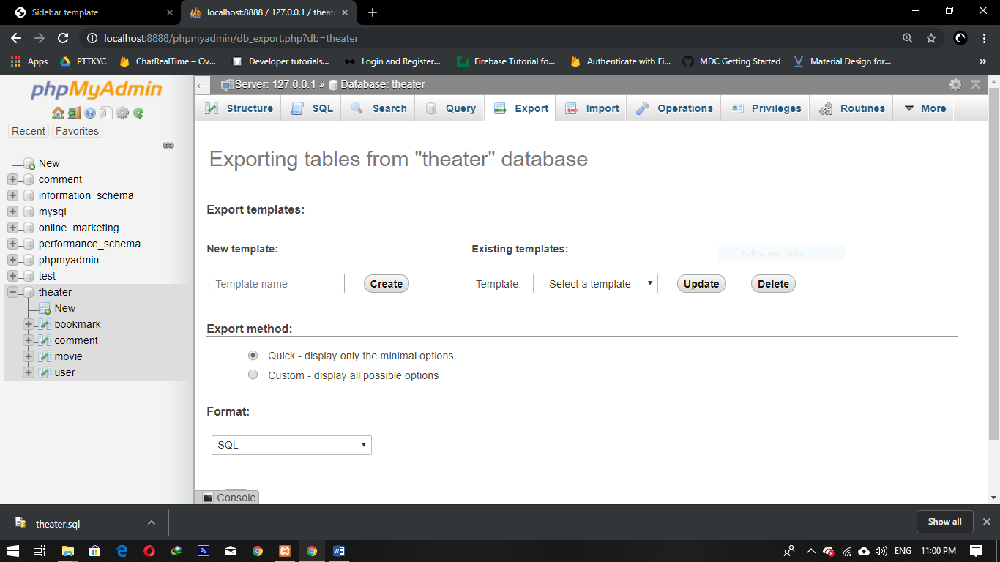 Sidebar template
localhost:8888 / 127.0.0.1 / theate
localhost:8888/phpmyadmin/db_export.php?db=theater
Apps PTTKYC ChatRealTime – Ov... Developer tutorials... Login and Register... Firebase Tutorial fo... Authenticate with Fi... MDC Getting Started Material Design for... »
phpMyAdmin
Recent Favorites
New
comment
information_schema
mysql
online_marketing
performance_schema
phpmyadmin
test
theater
New
bookmark
comment
movie
user
Server: 127.0.0.1 » Database: theater
Structure SQL Search Query Export Import Operations Privileges Routines More
Exporting tables from "theater" database
Export templates:
New template: Existing templates:
Full-screen Snip
Template name Create Template: -- Select a template -- Update Delete
Export method:
Quick - display only the minimal options
Custom - display all possible options
Format:
SQL
Console
theater.sql Show all
Ps ENG 11:00 PM